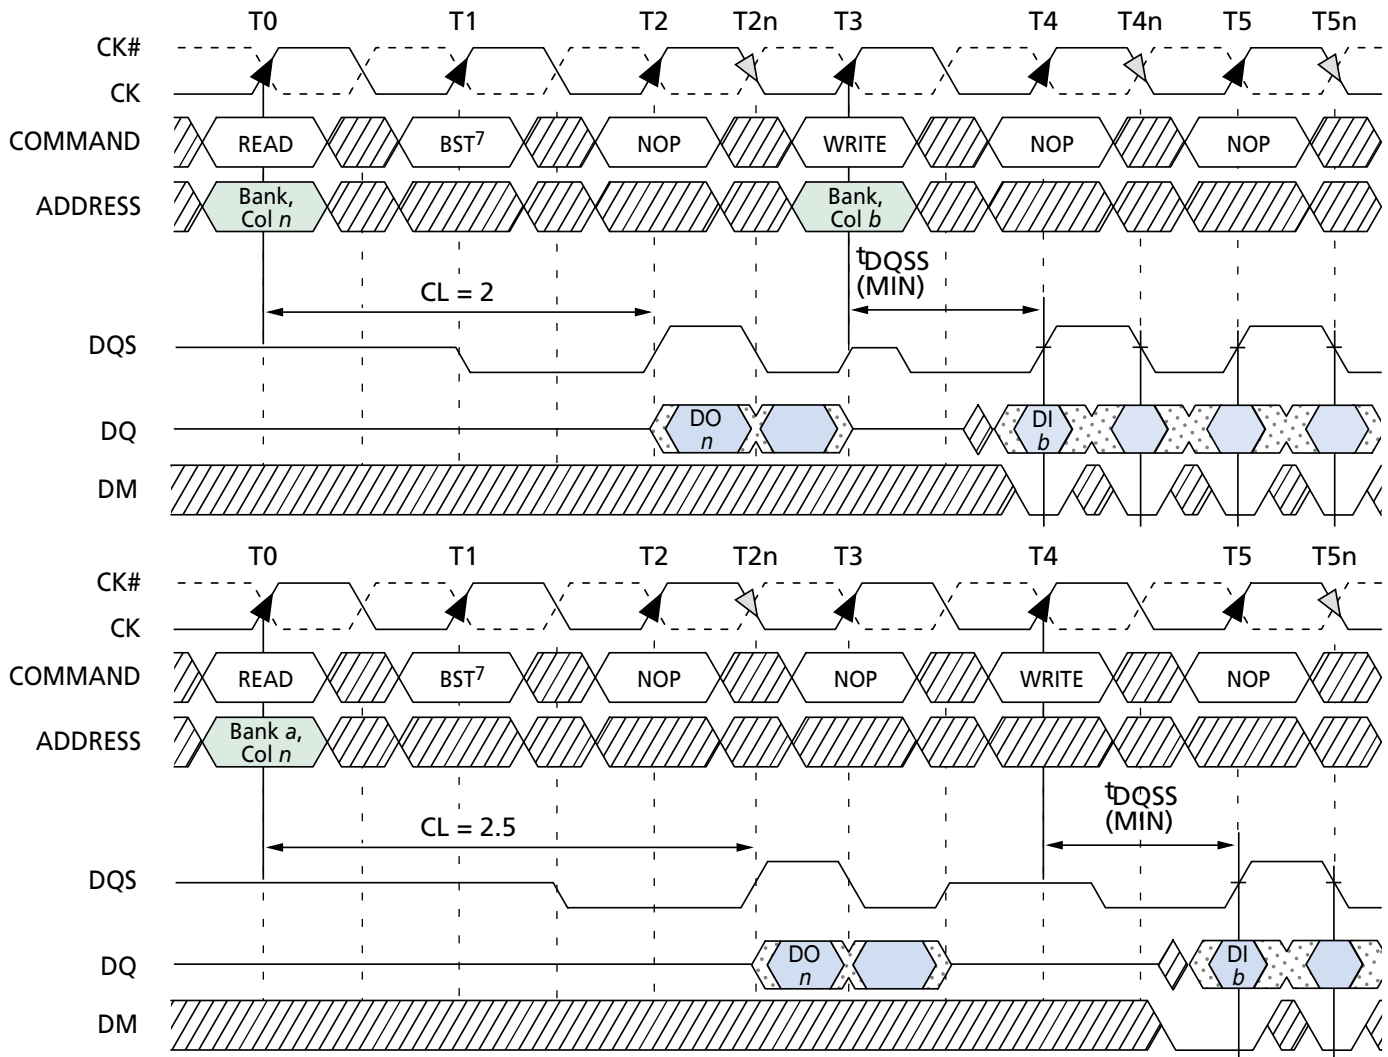 T0 T1 T2 T2n T3 T4 T4n T5 T5n
CK#
CK
COMMAND READ BST7 NOP WRITE NOP NOP
ADDRESS Bank, Col n Bank, Col b
tDQSS
(MIN)
CL = 2
DQS
DQ DO n DI b
DM
T0 T1 T2 T2n T3 T4 T5 T5n
CK#
CK
COMMAND READ BST7 NOP NOP WRITE NOP
ADDRESS Bank a, Col n
tDQSS
(MIN)
CL = 2.5
DQS
DQ DO n DI b
DM